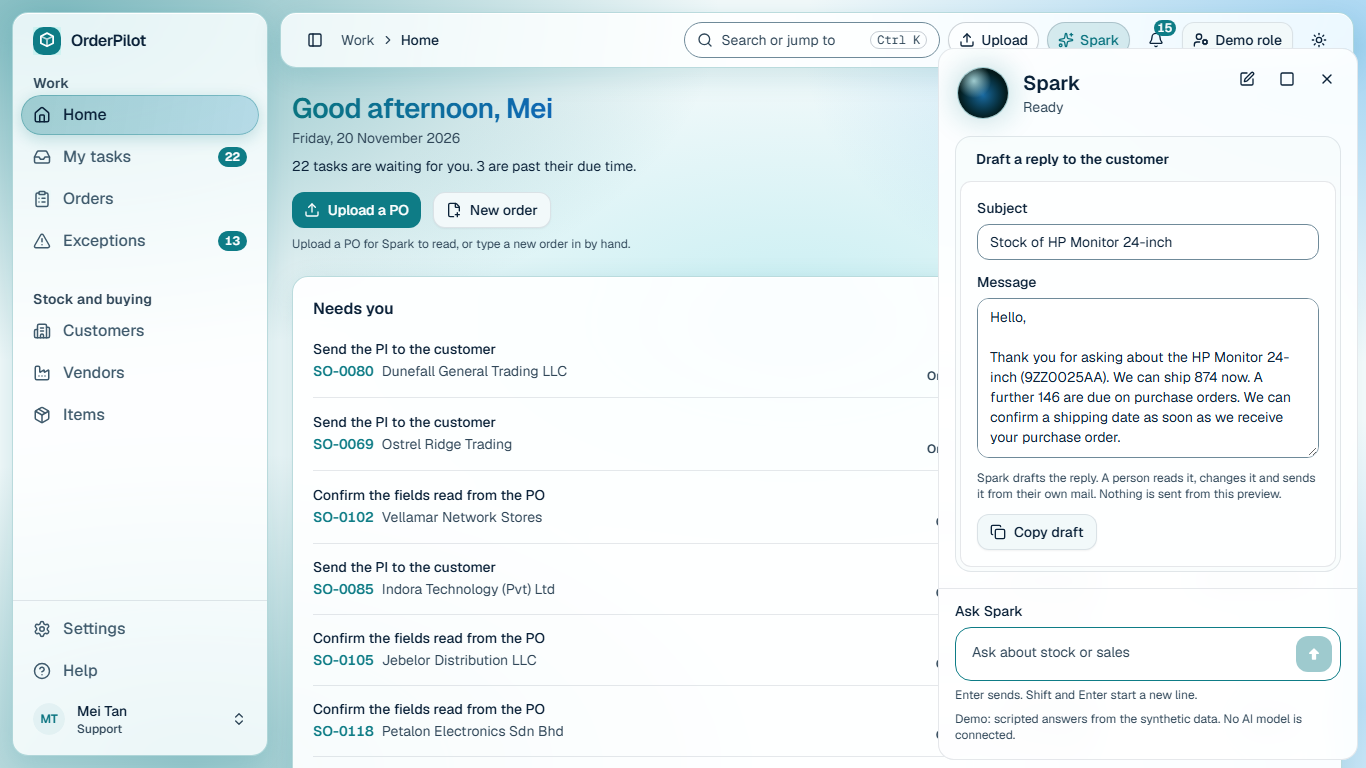 OrderPilot
Work
Home
My tasks 22
Orders
Exceptions 13
Stock and buying
Customers
Vendors
Items
Settings
Help
MT
Mei Tan
Support
Work > Home
Search or jump to Ctrl K
Upload
Spark
15
Demo role
Good afternoon, Mei
Friday, 20 November 2026
22 tasks are waiting for you. 3 are past their due time.
Upload a PO
New order
Upload a PO for Spark to read, or type a new order in by hand.
Needs you
Send the PI to the customer
SO-0080 Dunefall General Trading LLC
Send the PI to the customer
SO-0069 Ostrel Ridge Trading
Confirm the fields read from the PO
SO-0102 Vellamar Network Stores
Send the PI to the customer
SO-0085 Indora Technology (Pvt) Ltd
Confirm the fields read from the PO
SO-0105 Jebelor Distribution LLC
Confirm the fields read from the PO
SO-0118 Petalon Electronics Sdn Bhd
Spark
Ready
Draft a reply to the customer
Subject
Stock of HP Monitor 24-inch
Message
Hello,
Thank you for asking about the HP Monitor 24-
inch (9ZZ0025AA). We can ship 874 now. A
further 146 are due on purchase orders. We can
confirm a shipping date as soon as we receive
your purchase order.
Spark drafts the reply. A person reads it, changes it and sends
it from their own mail. Nothing is sent from this preview.
Copy draft
Ask Spark
Ask about stock or sales
Enter sends. Shift and Enter start a new line.
Demo: scripted answers from the synthetic data. No AI model is
connected.